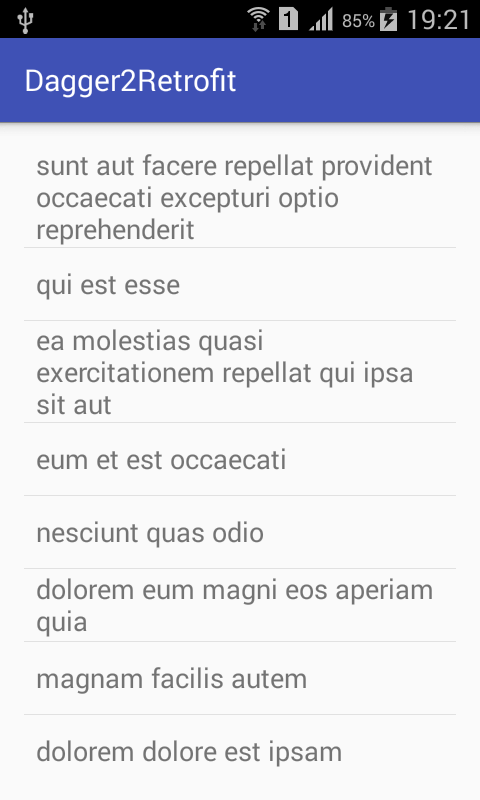 1 85% 19:21
Dagger2Retrofit
sunt aut facere repellat provident
occaecati excepturi optio
reprehenderit
qui est esse
ea molestias quasi
exercitationem repellat qui ipsa
sit aut
eum et est occaecati
nesciunt quas odio
dolorem eum magni eos aperiam
quia
magnam facilis autem
dolorem dolore est ipsam